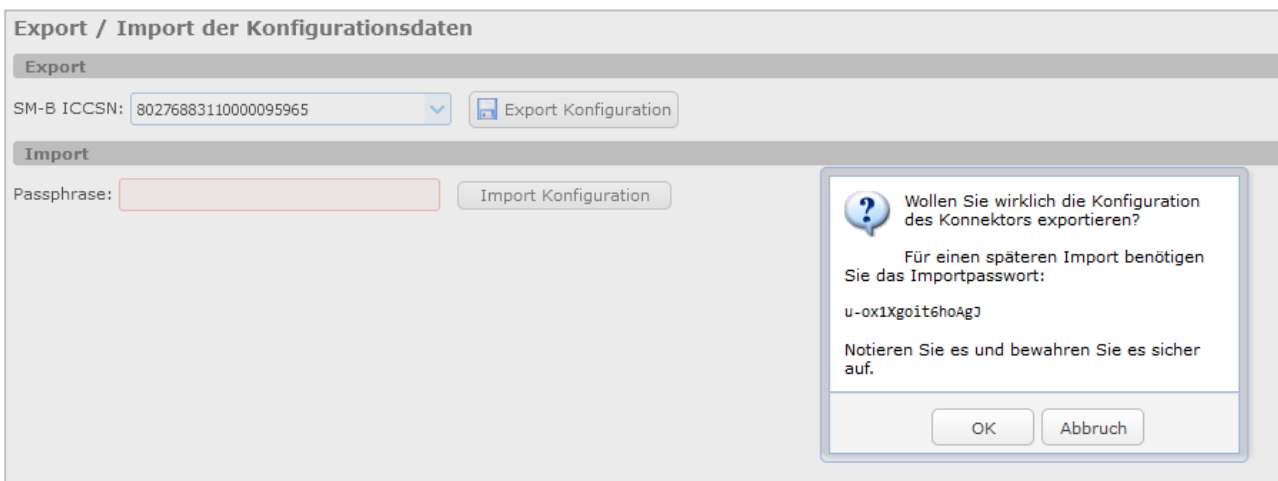 Export / Import der Konfigurationsdaten
Export
SM-B ICCSN: 80276883110000095965 Export Konfiguration
Import
Passphrase: Import Konfiguration
Wollen Sie wirklich die Konfiguration
des Konnektors exportieren?
Für einen späteren Import benötigen
Sie das Importpasswort:
u-ox1Xgoit6hoAgJ
Notieren Sie es und bewahren Sie es sicher
auf.
OK Abbruch